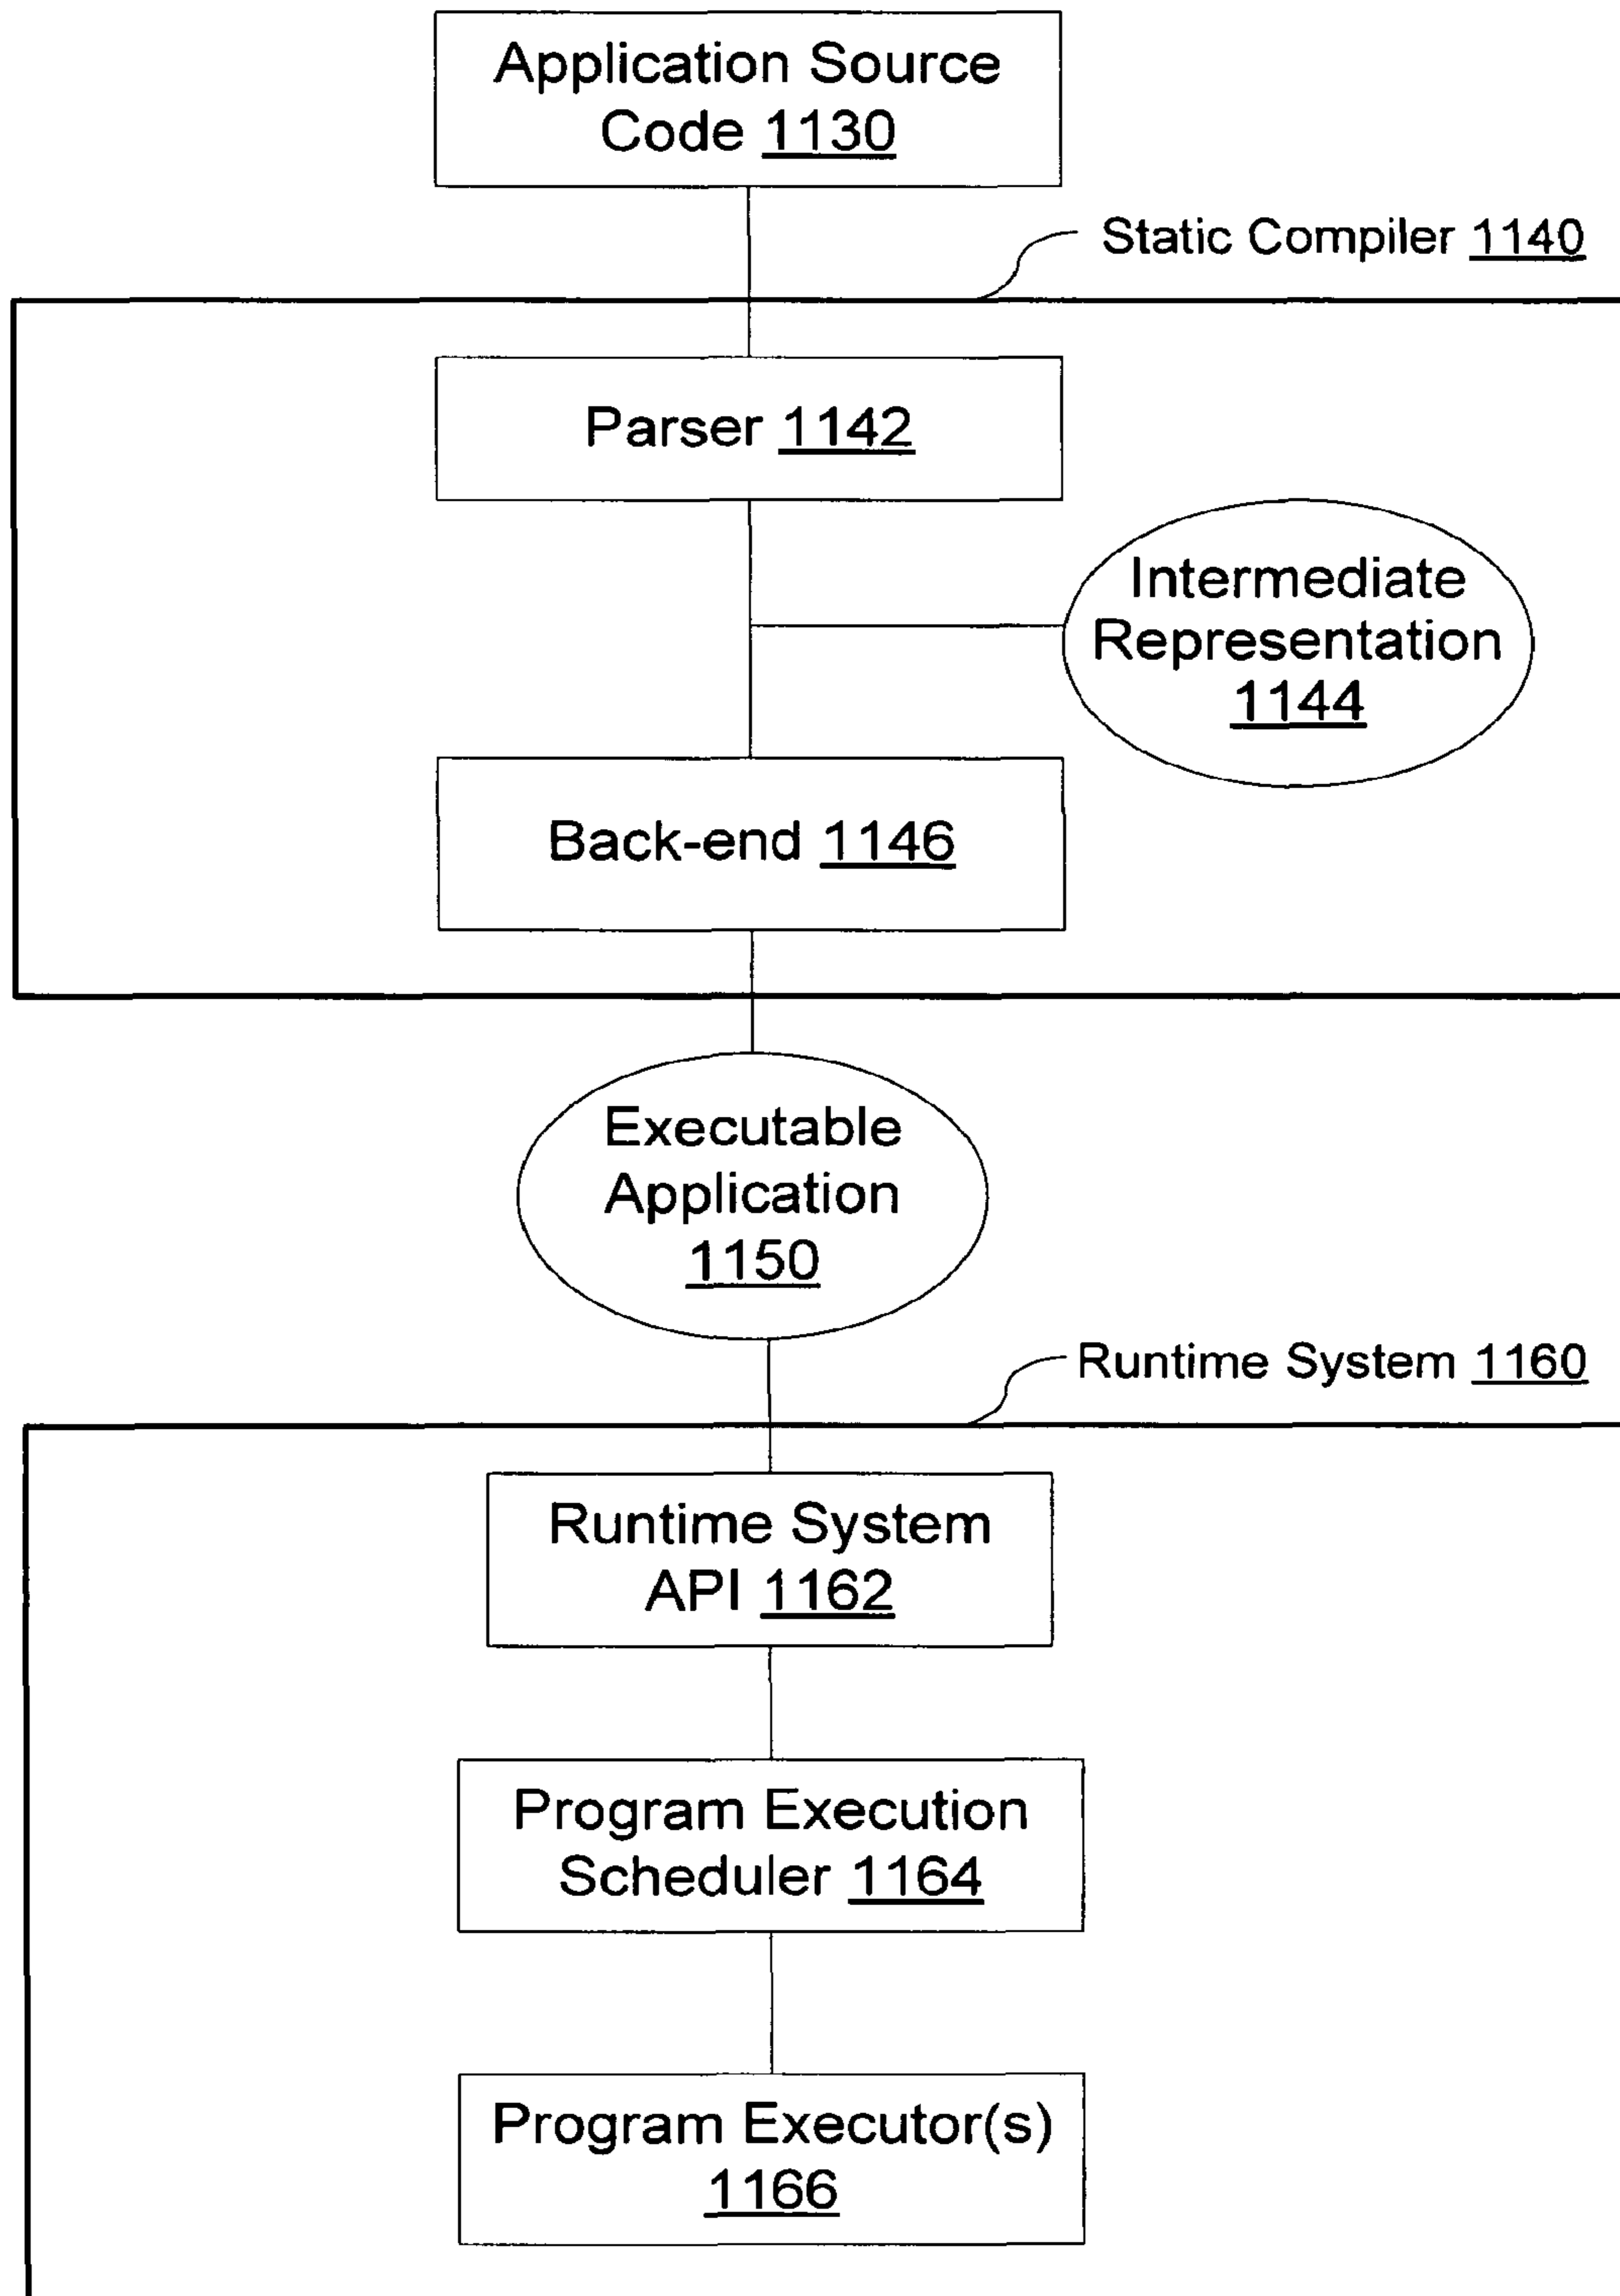 Application Source
Code 1130
Static Compiler 1140
Parser 1142
Intermediate
Representation
1144
Back-end 1146
Executable
Application
1150
Runtime System 1160
Runtime System
API 1162
Program Execution
Scheduler 1164
Program Executor(s)
1166